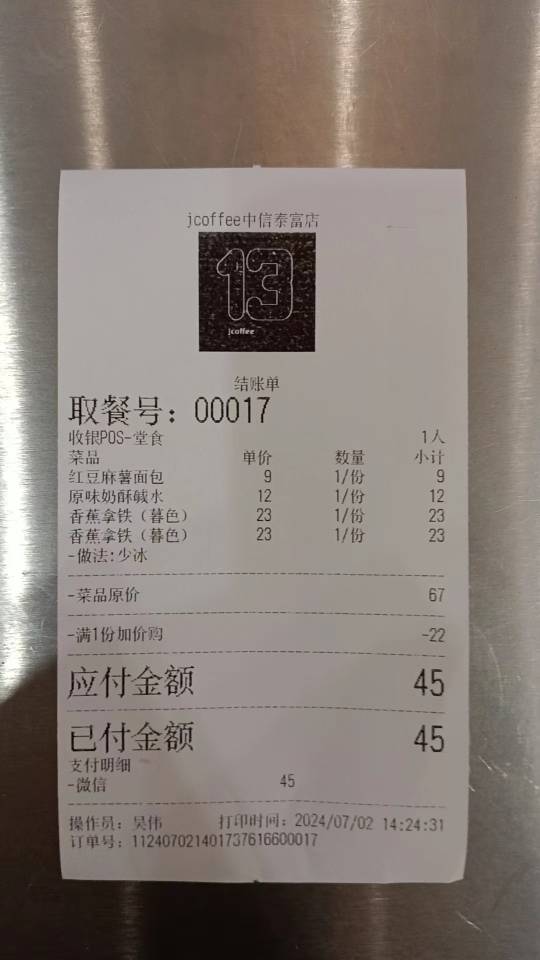 jcoffee中信泰富店
13
jcoffee
结账单
取餐号：00017
收银POS-堂食 1人
菜品 单价 数量 小计
红豆麻薯面包 9 1/份 9
原味奶酥碱水 12 1/份 12
香蕉拿铁（暮色） 23 1/份 23
香蕉拿铁（暮色） 23 1/份 23
-做法:少冰
-菜品原价 67
-满1份加价购 -22
应付金额 45
已付金额 45
支付明细
-微信 45
操作员：吴伟 打印时间：2024/07/02 14:24:31
订单号：112407021401737616600017